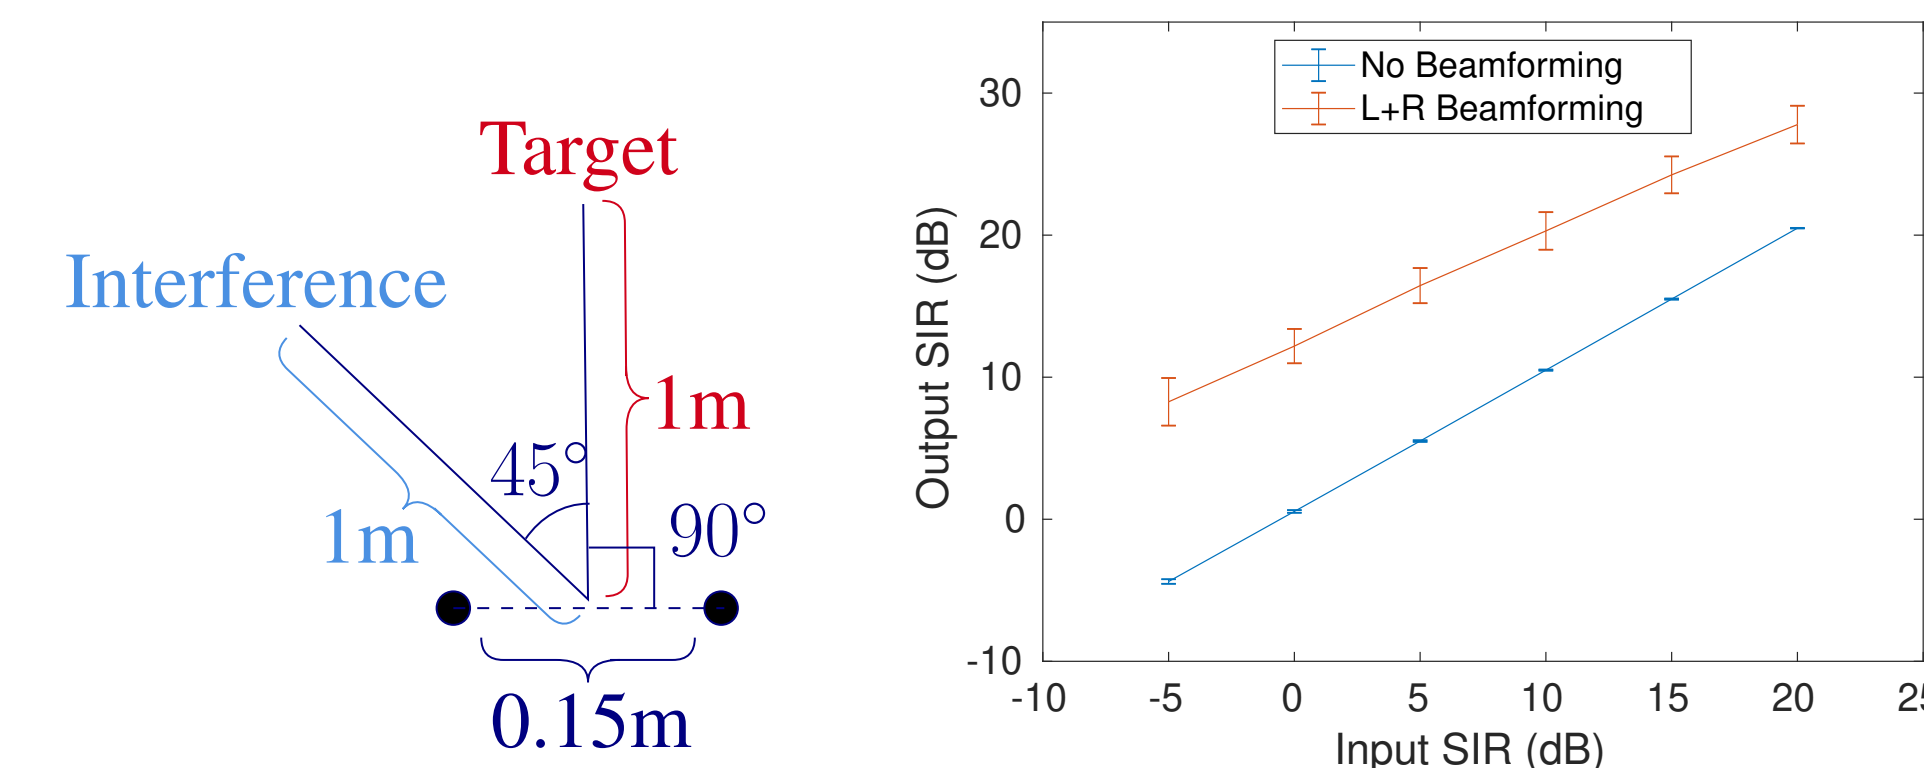 Target
Interference
1m
45°
90°
1m
0.15m
No Beamforming
L+R Beamforming
Output SIR (dB)
30
20
10
0
-10
-10 -5 0 5 10 15 20
Input SIR (dB)